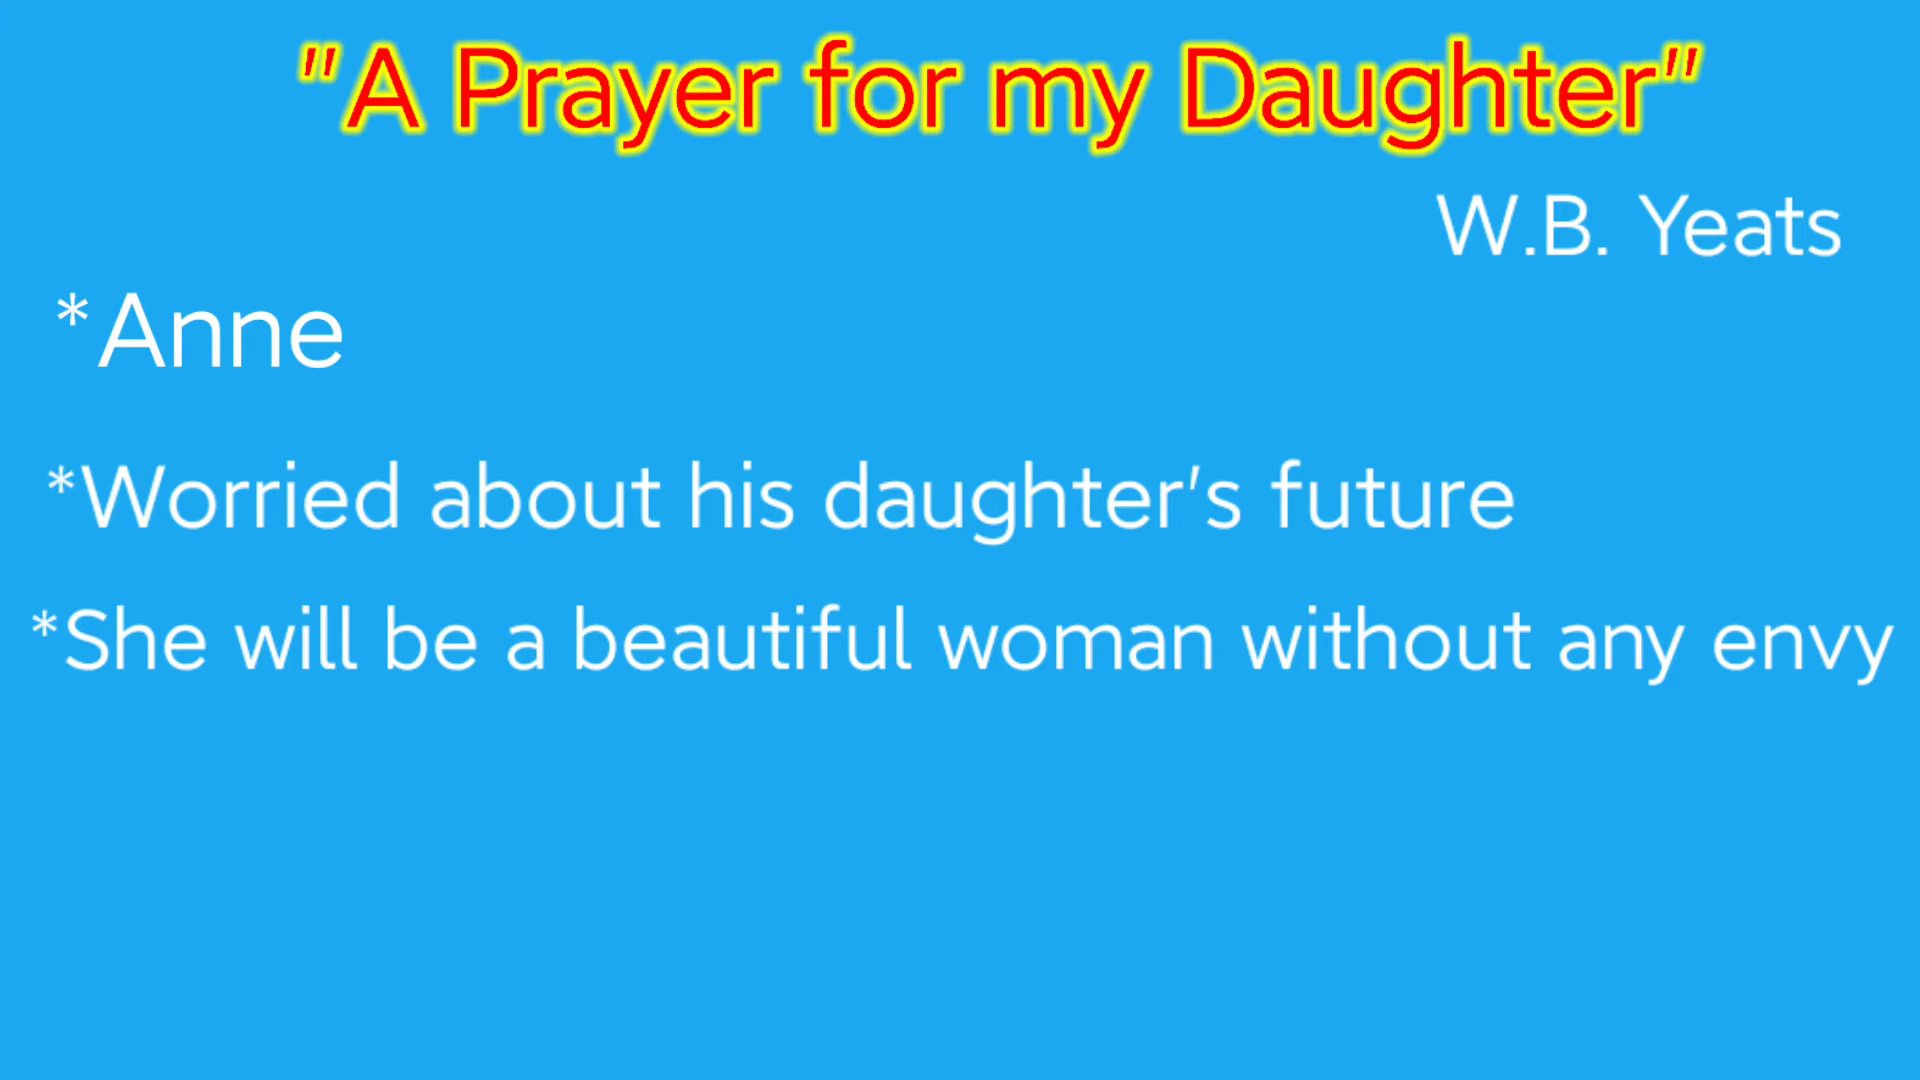 "A Prayer for my Daughter"
W.B. Yeats
*Anne
*Worried about his daughter's future
*She will be a beautiful woman without any envy